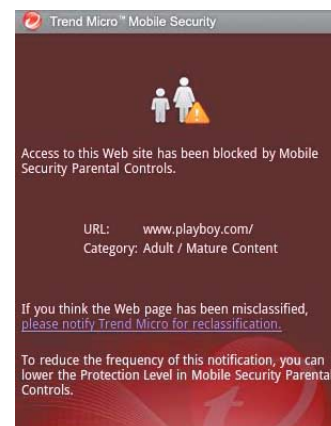 Trend Micro™ Mobile Security
Access to this Web site has been blocked by Mobile
Security Parental Controls.
URL: www.playboy.com/
Category: Adult / Mature Content
If you think the Web page has been misclassified,
please notify Trend Micro for reclassification.
To reduce the frequency of this notification, you can
lower the Protection Level in Mobile Security Parental
Controls.